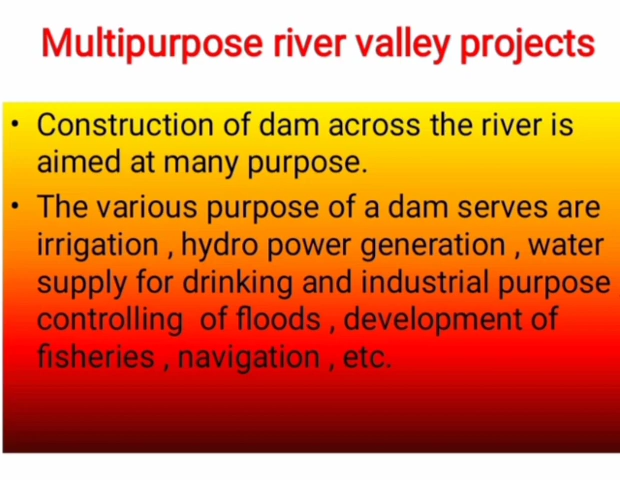 Multipurpose river valley projects
• Construction of dam across the river is
aimed at many purpose.
• The various purpose of a dam serves are
irrigation , hydro power generation , water
supply for drinking and industrial purpose
controlling of floods , development of
fisheries , navigation , etc.